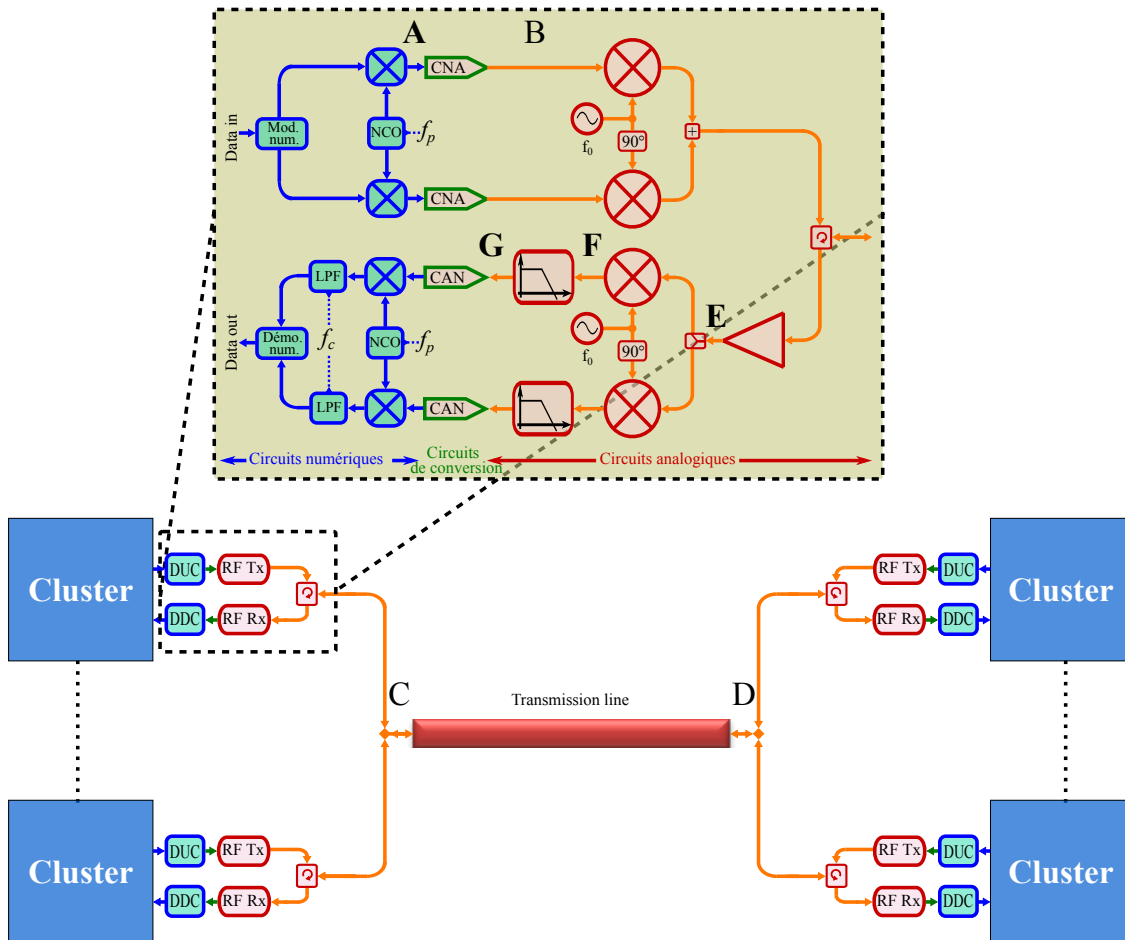 A
B
CNA
Data in
Mod.
num.
NCO
f_p
f_0
90°
+
CNA
G
F
E
CAN
LPF
Data out
Démo.
num.
f_c
NCO
f_p
f_0
90°
LPF
CAN
Circuits numériques
Circuits
de conversion
Circuits analogiques
Cluster
DUC
RF Tx
DDC
RF Rx
RF Tx
DUC
RF Rx
DDC
Cluster
C
Transmission line
D
Cluster
DUC
RF Tx
DDC
RF Rx
RF Tx
DUC
RF Rx
DDC
Cluster